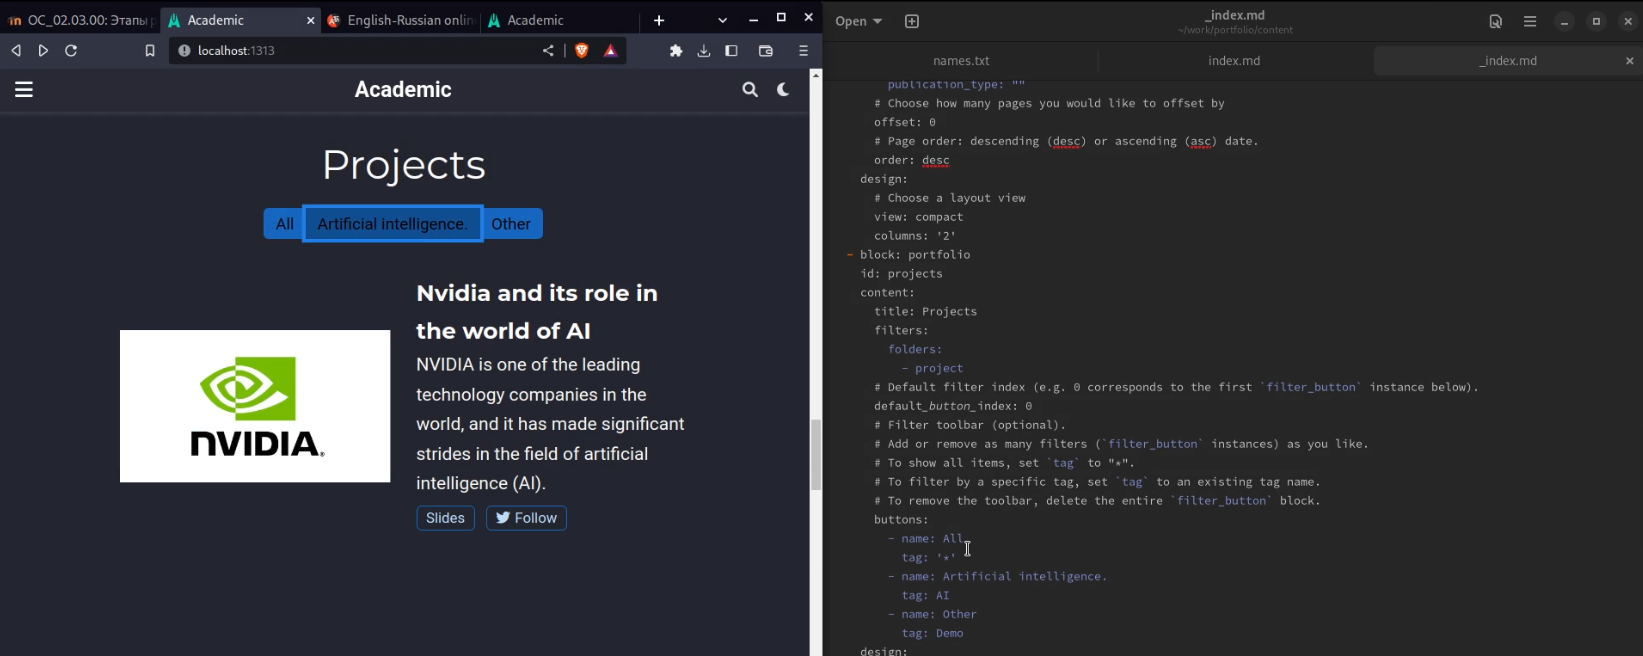 OC_02.03.00: Этапы р
Academic
English-Russian onlin
Academic
localhost:1313
Academic
Projects
All
Artificial intelligence.
Other
nVIDIA.
Nvidia and its role in
the world of AI
NVIDIA is one of the leading
technology companies in the
world, and it has made significant
strides in the field of artificial
intelligence (AI).
Slides
Follow
Open
_index.md
~/work/portfolio/content
names.txt
index.md
_index.md
publication_type: ""
# Choose how many pages you would like to offset by
offset: 0
# Page order: descending (desc) or ascending (asc) date.
order: desc
design:
# Choose a layout view
view: compact
columns: '2'
- block: portfolio
id: projects
content:
title: Projects
filters:
folders:
- project
# Default filter index (e.g. 0 corresponds to the first `filter_button` instance below).
default_button_index: 0
# Filter toolbar (optional).
# Add or remove as many filters (`filter_button` instances) as you like.
# To show all items, set `tag` to "*".
# To filter by a specific tag, set `tag` to an existing tag name.
# To remove the toolbar, delete the entire `filter_button` block.
buttons:
- name: All
tag: '*'
- name: Artificial intelligence.
tag: AI
- name: Other
tag: Demo
design: